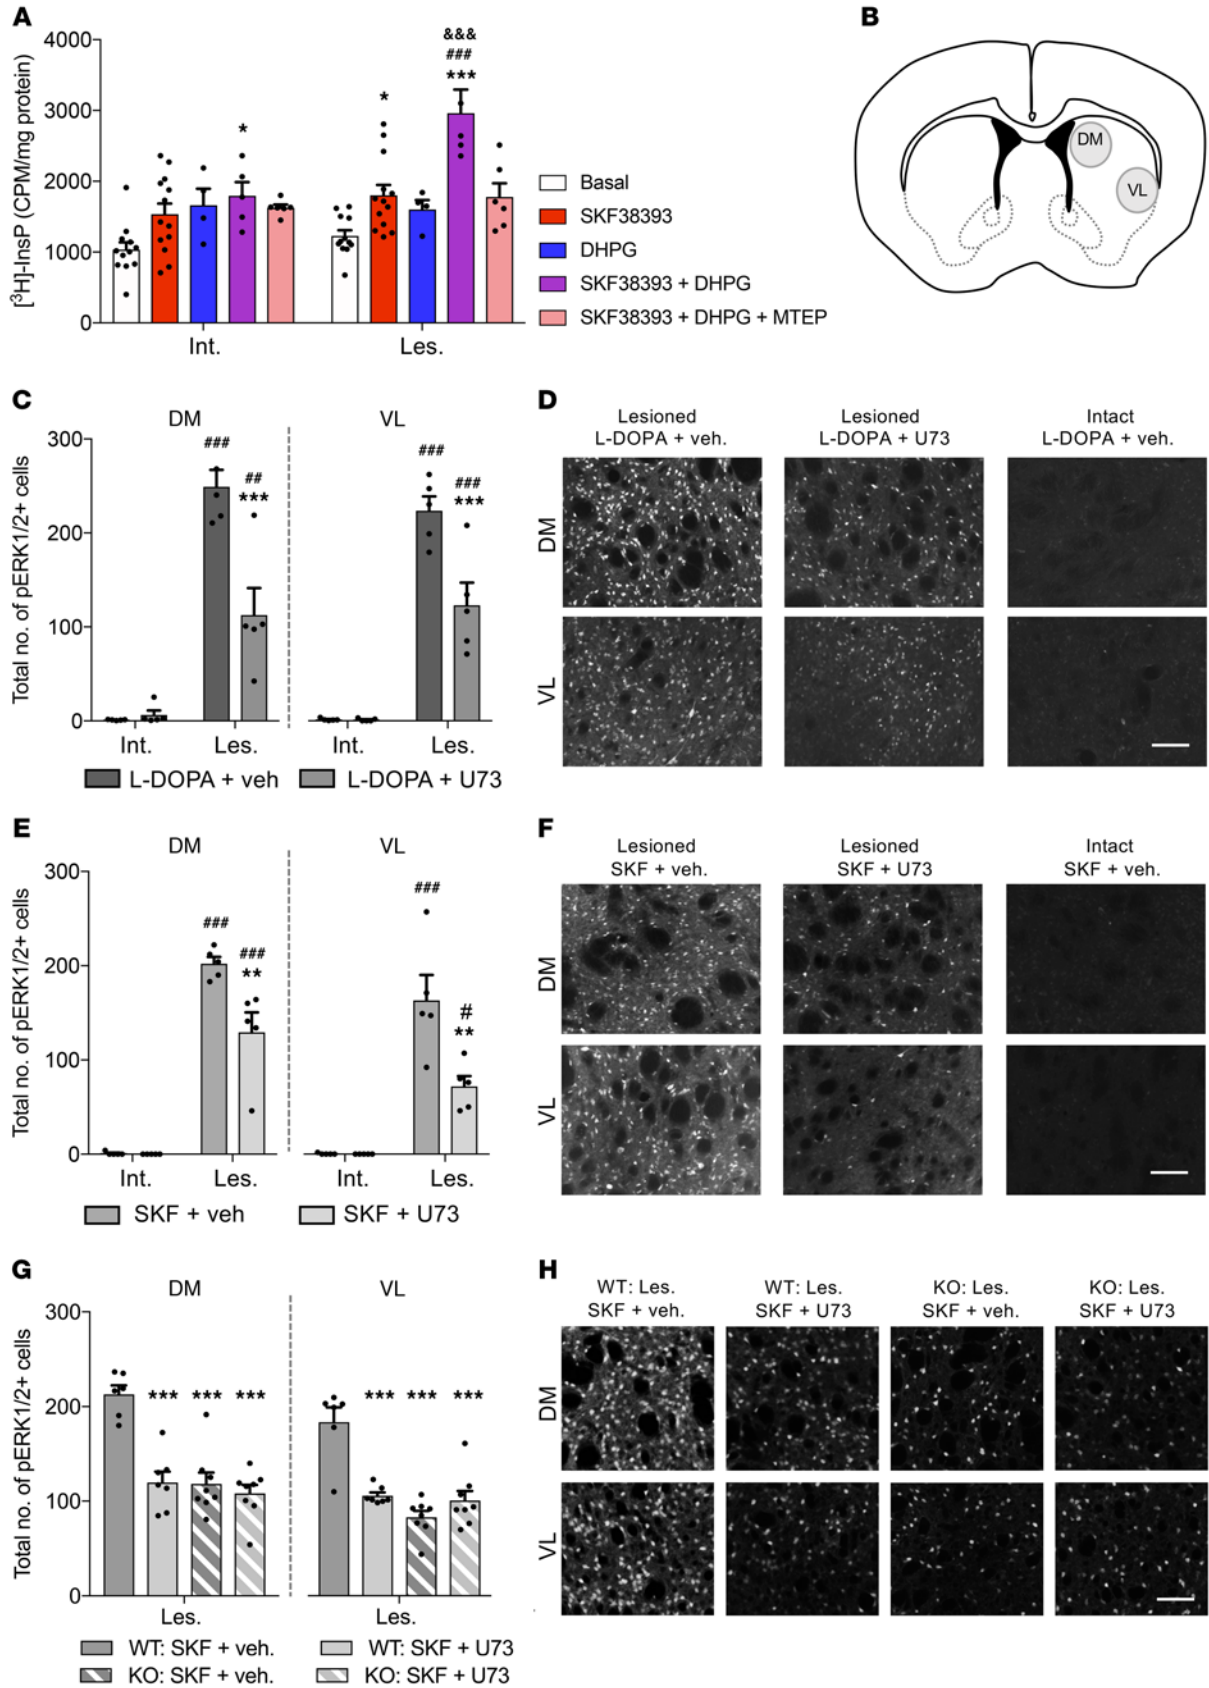 A
B
[³H]-InsP (CPM/mg protein)
4000
3000
2000
1000
0
*
*
&&&
###
***
Int.
Les.
Basal
SKF38393
DHPG
SKF38393 + DHPG
SKF38393 + DHPG + MTEP
DM
VL
C
DM
VL
Total no. of pERK1/2+ cells
300
200
100
0
###
##
***
###
###
***
Int.
Les.
Int.
Les.
L-DOPA + veh
L-DOPA + U73
D
Lesioned
L-DOPA + veh.
Lesioned
L-DOPA + U73
Intact
L-DOPA + veh.
DM
VL
E
DM
VL
Total no. of pERK1/2+ cells
300
200
100
0
###
###
**
###
#
**
Int.
Les.
Int.
Les.
SKF + veh
SKF + U73
F
Lesioned
SKF + veh.
Lesioned
SKF + U73
Intact
SKF + veh.
DM
VL
G
DM
VL
Total no. of pERK1/2+ cells
300
200
100
0
***
***
***
***
***
***
Les.
Les.
WT: SKF + veh.
WT: SKF + U73
KO: SKF + veh.
KO: SKF + U73
H
WT: Les.
SKF + veh.
WT: Les.
SKF + U73
KO: Les.
SKF + veh.
KO: Les.
SKF + U73
DM
VL